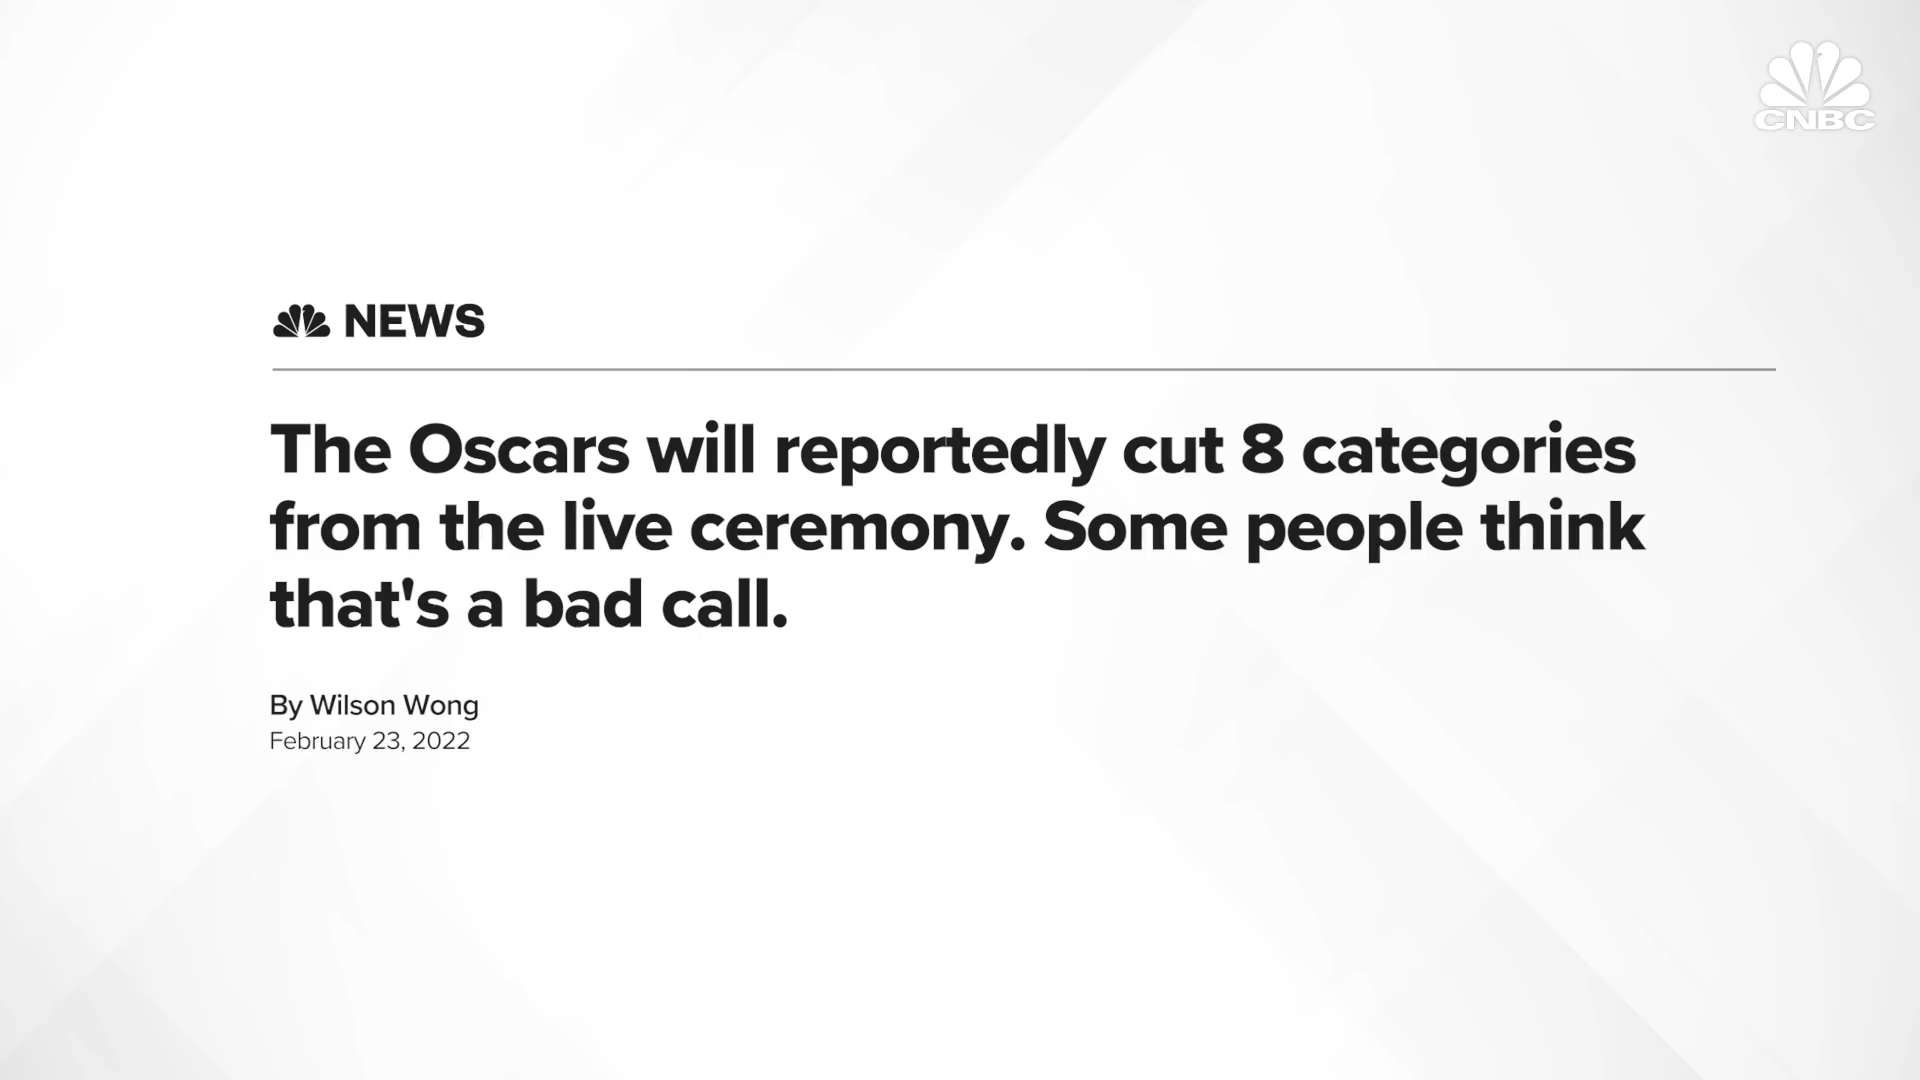 CNBC
NEWS
The Oscars will reportedly cut 8 categories
from the live ceremony. Some people think
that's a bad call.
By Wilson Wong
February 23, 2022